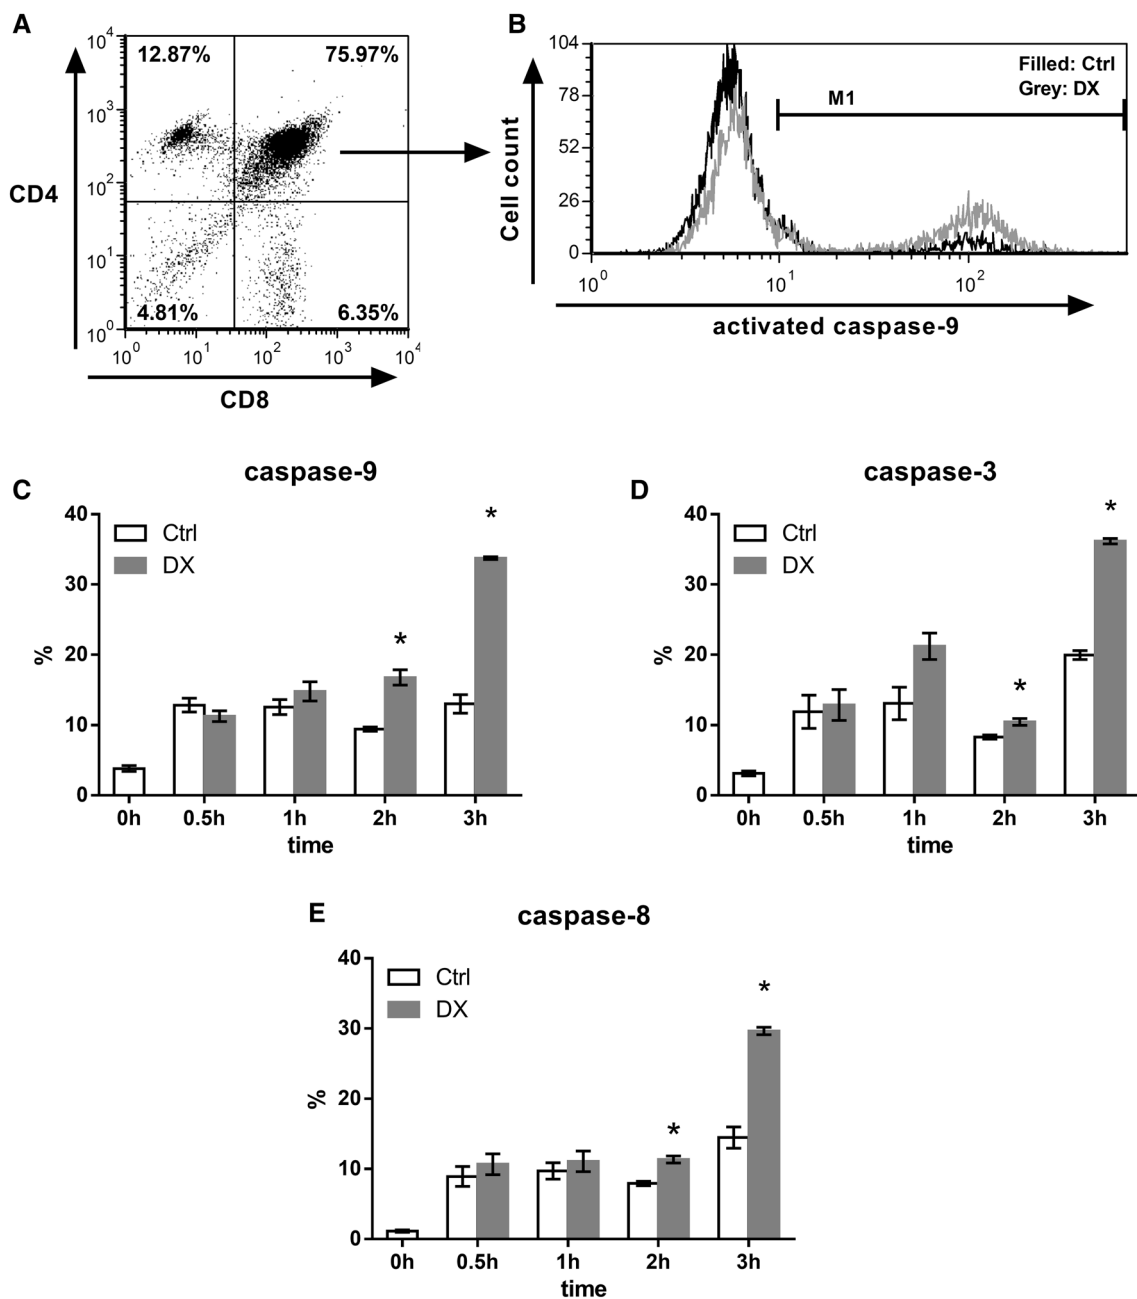 A
10^4
12.87%
75.97%
10^3
CD4
10^2
10^1
4.81%
6.35%
10^0
10^0 10^1 10^2 10^3 10^4
CD8
B
104
Filled: Ctrl
Grey: DX
78
M1
52
26
0
Cell count
10^0 10^1 10^2
activated caspase-9
C
caspase-9
40
Ctrl
DX
30
*
*
20
%
10
0
0h 0.5h 1h 2h 3h
time
D
caspase-3
40
Ctrl
DX
30
*
*
20
%
10
0
0h 0.5h 1h 2h 3h
time
E
caspase-8
40
Ctrl
DX
30
*
*
20
%
10
0
0h 0.5h 1h 2h 3h
time